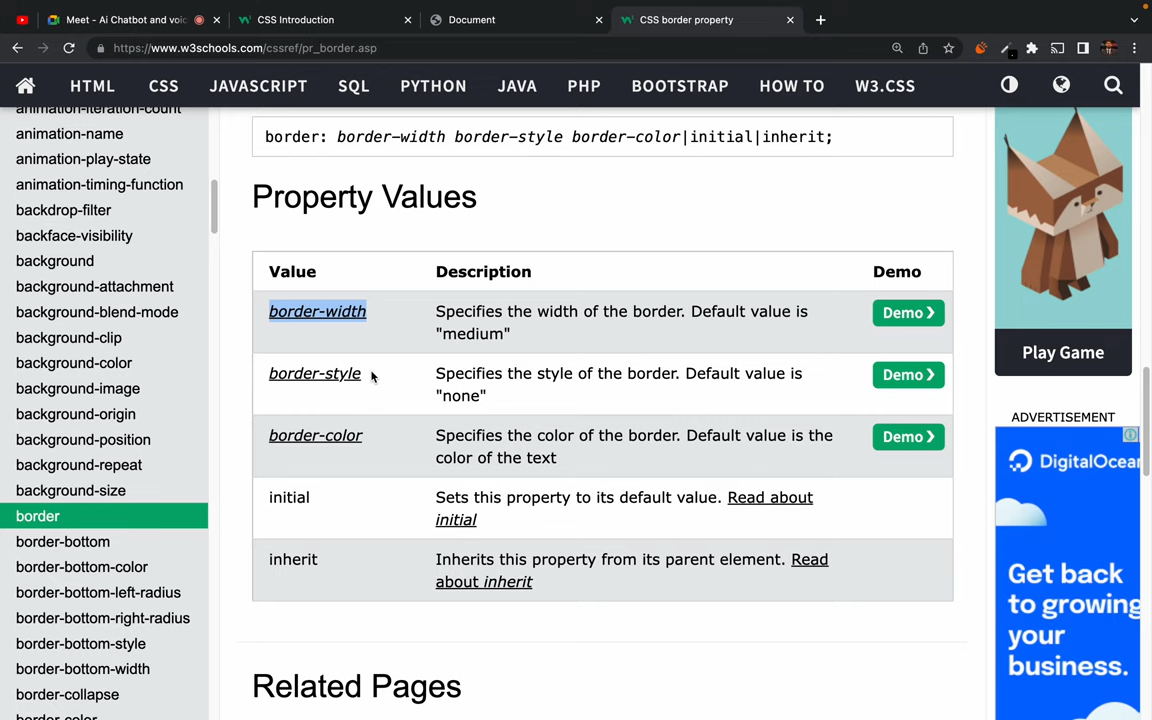 Meet - Ai Chatbot and voic
CSS Introduction
Document
CSS border property
https://www.w3schools.com/cssref/pr_border.asp
HTML CSS JAVASCRIPT SQL PYTHON JAVA PHP BOOTSTRAP HOW TO W3.CSS
animation-iteration-count
animation-name
animation-play-state
animation-timing-function
backdrop-filter
backface-visibility
background
background-attachment
background-blend-mode
background-clip
background-color
background-image
background-origin
background-position
background-repeat
background-size
border
border-bottom
border-bottom-color
border-bottom-left-radius
border-bottom-right-radius
border-bottom-style
border-bottom-width
border-collapse
border-color
border: border-width border-style border-color|initial|inherit;
Property Values
Value Description Demo
border-width Specifies the width of the border. Default value is Demo ❯
"medium"
border-style Specifies the style of the border. Default value is Demo ❯
"none"
border-color Specifies the color of the border. Default value is the Demo ❯
color of the text
initial Sets this property to its default value. Read about
initial
inherit Inherits this property from its parent element. Read
about inherit
Related Pages
Play Game
ADVERTISEMENT
DigitalOcean
Get back
to growing
your
business.